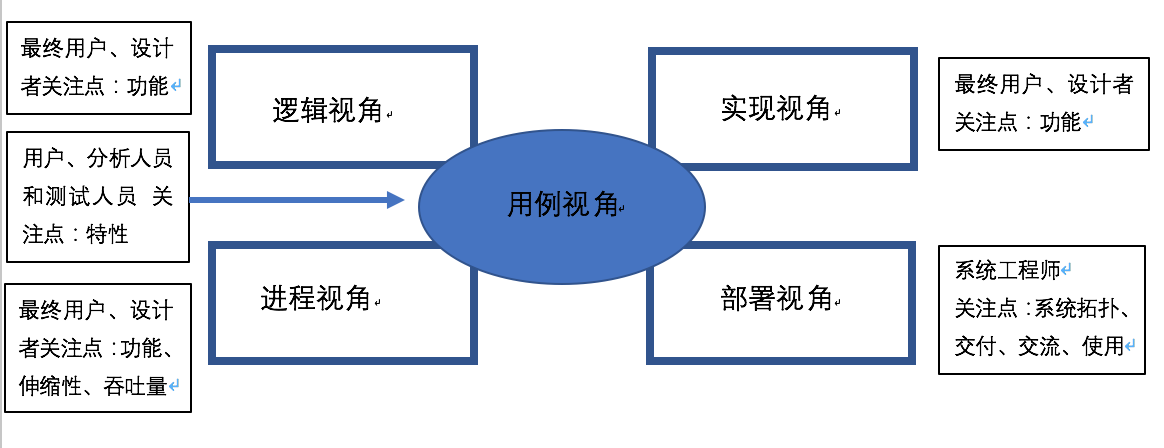 最终用户、设计
者关注点：功能
逻辑视角
实现视角
最终用户、设计者
关注点：功能
用户、分析人员
和测试人员 关
注点：特性
用例视角
最终用户、设计
者关注点：功能、
伸缩性、吞吐量
进程视角
部署视角
系统工程师
关注点：系统拓扑、
交付、交流、使用